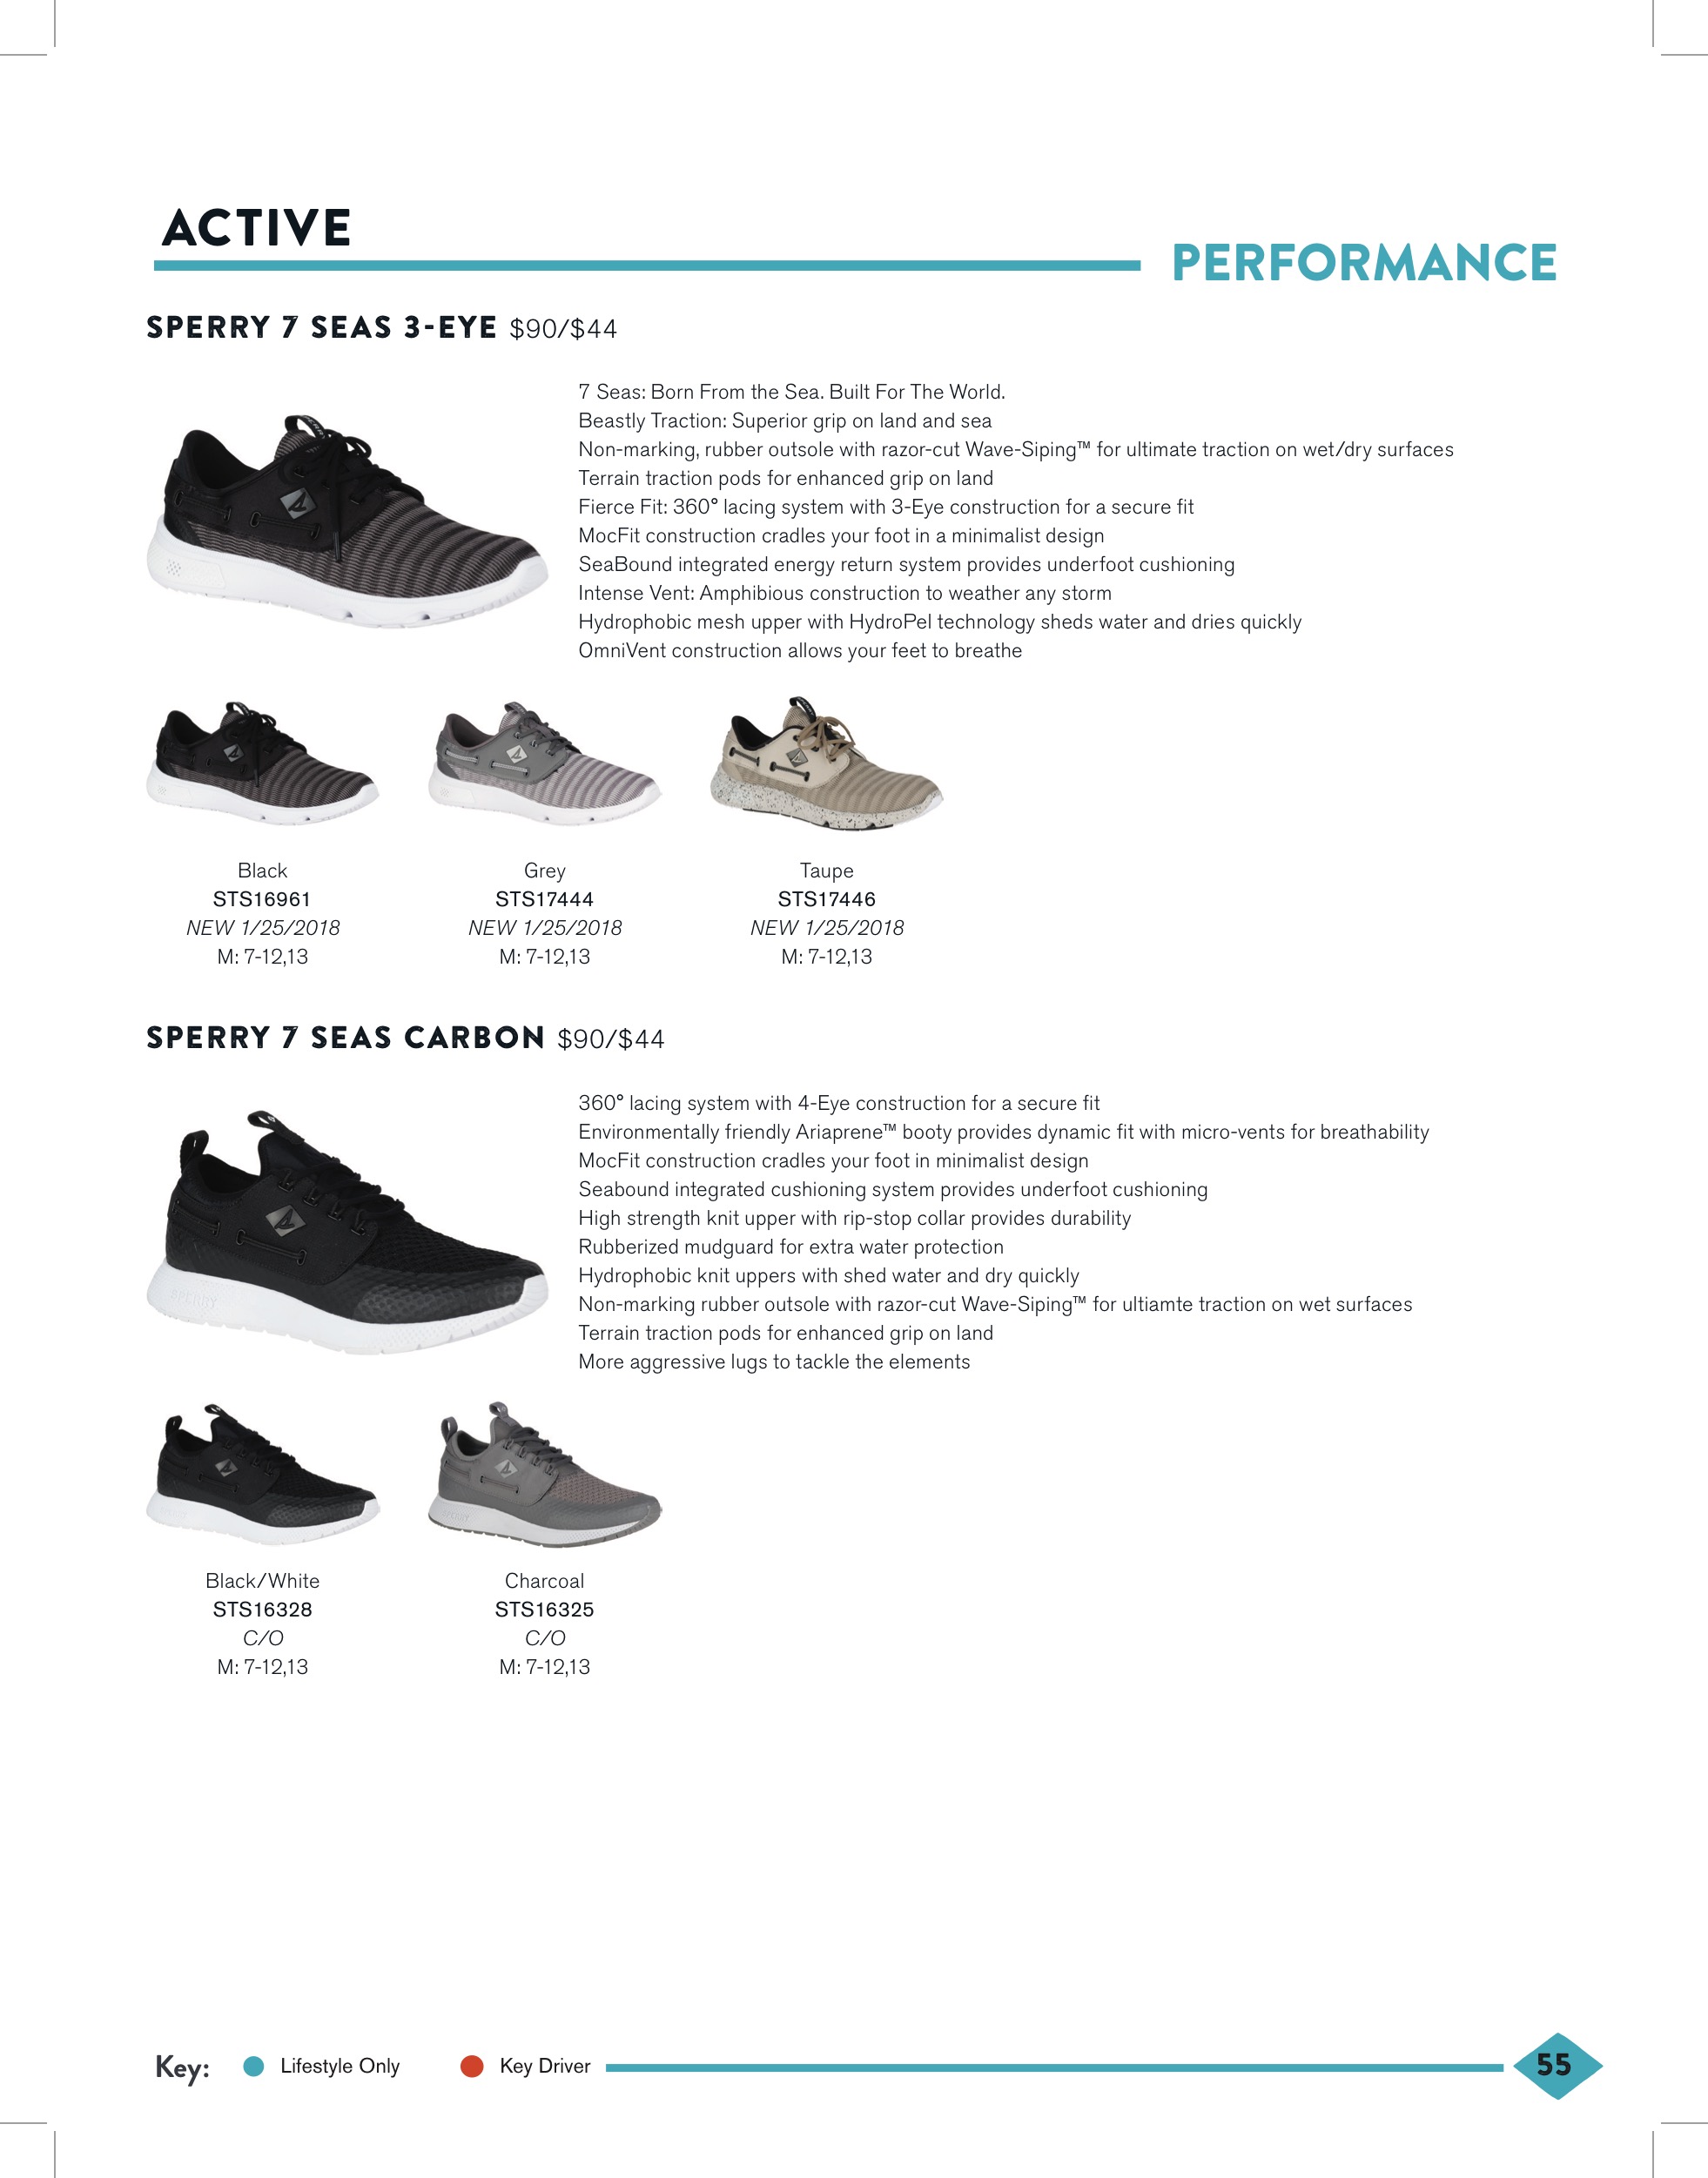 ACTIVE
PERFORMANCE
SPERRY 7 SEAS 3-EYE $90/$44
7 Seas: Born From the Sea. Built For The World.
Beastly Traction: Superior grip on land and sea
Non-marking, rubber outsole with razor-cut Wave-Siping™ for ultimate traction on wet/dry surfaces
Terrain traction pods for enhanced grip on land
Fierce Fit: 360° lacing system with 3-Eye construction for a secure fit
MocFit construction cradles your foot in a minimalist design
SeaBound integrated energy return system provides underfoot cushioning
Intense Vent: Amphibious construction to weather any storm
Hydrophobic mesh upper with HydroPel technology sheds water and dries quickly
OmniVent construction allows your feet to breathe
Black
STS16961
NEW 1/25/2018
M: 7-12,13
Grey
STS17444
NEW 1/25/2018
M: 7-12,13
Taupe
STS17446
NEW 1/25/2018
M: 7-12,13
SPERRY 7 SEAS CARBON $90/$44
360° lacing system with 4-Eye construction for a secure fit
Environmentally friendly Ariaprene™ booty provides dynamic fit with micro-vents for breathability
MocFit construction cradles your foot in minimalist design
Seabound integrated cushioning system provides underfoot cushioning
High strength knit upper with rip-stop collar provides durability
Rubberized mudguard for extra water protection
Hydrophobic knit uppers with shed water and dry quickly
Non-marking rubber outsole with razor-cut Wave-Siping™ for ultiamte traction on wet surfaces
Terrain traction pods for enhanced grip on land
More aggressive lugs to tackle the elements
SPERRY
Black/White
STS16328
C/O
M: 7-12,13
Charcoal
STS16325
C/O
M: 7-12,13
Key: Lifestyle Only Key Driver
55